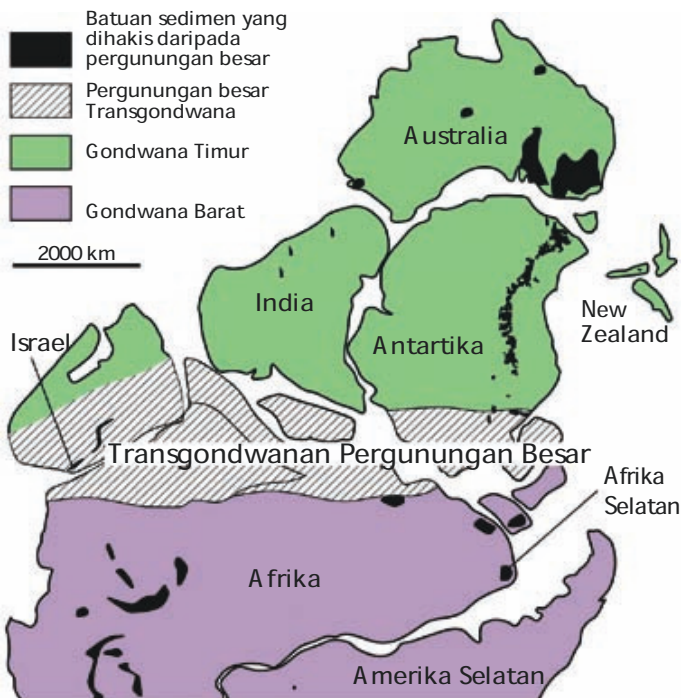 Batuan sedimen yang
dihakis daripada
pergunungan besar
Pergunungan besar
Transgondwana
Gondwana Timur
Gondwana Barat
2000 km
Australia
India
Antartika
New
Zealand
Israel
Transgondwanan Pergunungan Besar
Afrika
Selatan
Afrika
Amerika Selatan